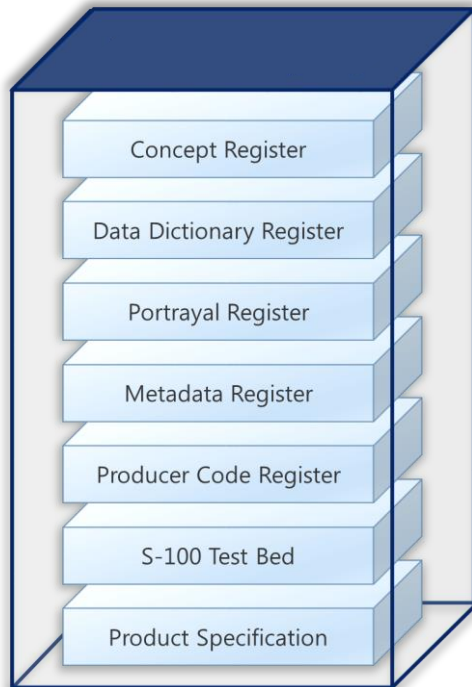 Concept Register
Data Dictionary Register
Portrayal Register
Metadata Register
Producer Code Register
S-100 Test Bed
Product Specification